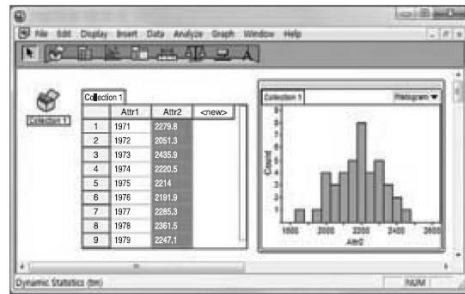 File Edit Display Insert Data Analyze Graph Window Help
Collection 1
Collection 1
Attr1 Attr2 <new>
1 1971 2279.8
2 1972 2051.3
3 1973 2435.9
4 1974 2220.5
5 1975 2214
6 1976 2191.9
7 1977 2285.3
8 1978 2361.5
9 1979 2247.1
Collection 1 Histogram
9
8
7
6
5
4
3
2
1
Count
1800 2000 2200 2400 2600
Attr2
Dynamic Statistics (tm) NUM